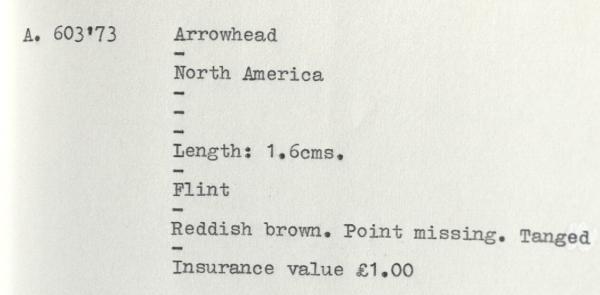 A. 603'73 Arrowhead
-
North America
-
-
-
Length: 1.6cms.
-
Flint
-
Reddish brown. Point missing. Tanged
-
Insurance value £1.00